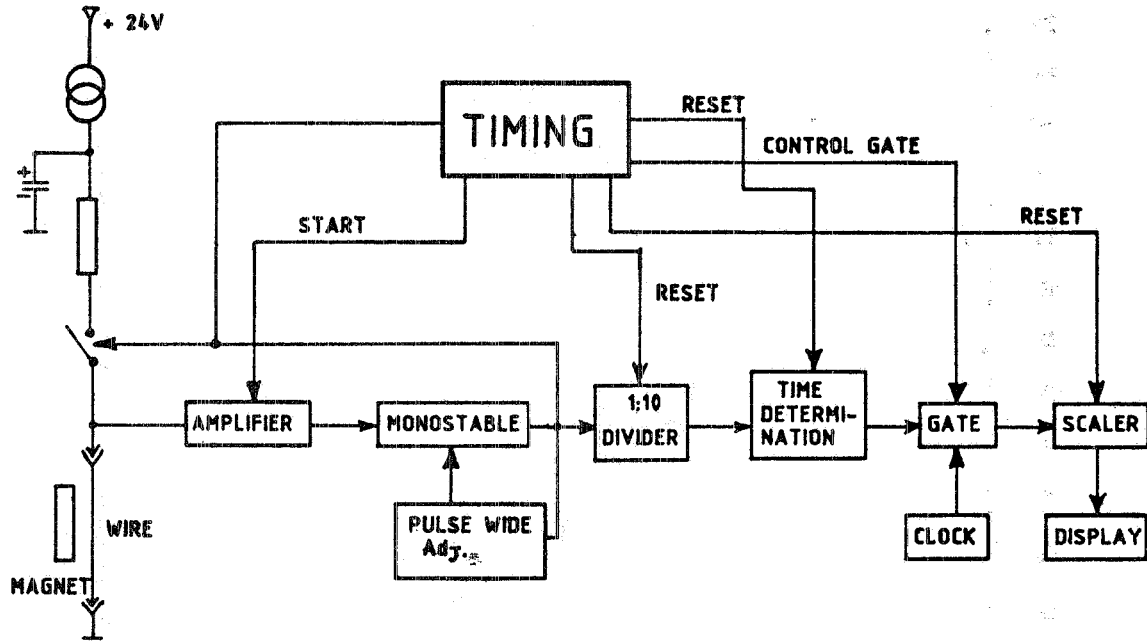 + 24V
TIMING
RESET
CONTROL GATE
+
-
START
RESET
RESET
AMPLIFIER
MONOSTABLE
1:10
DIVIDER
TIME
DETERMI-
NATION
GATE
SCALER
WIRE
MAGNET
PULSE WIDE
Adj.
CLOCK
DISPLAY